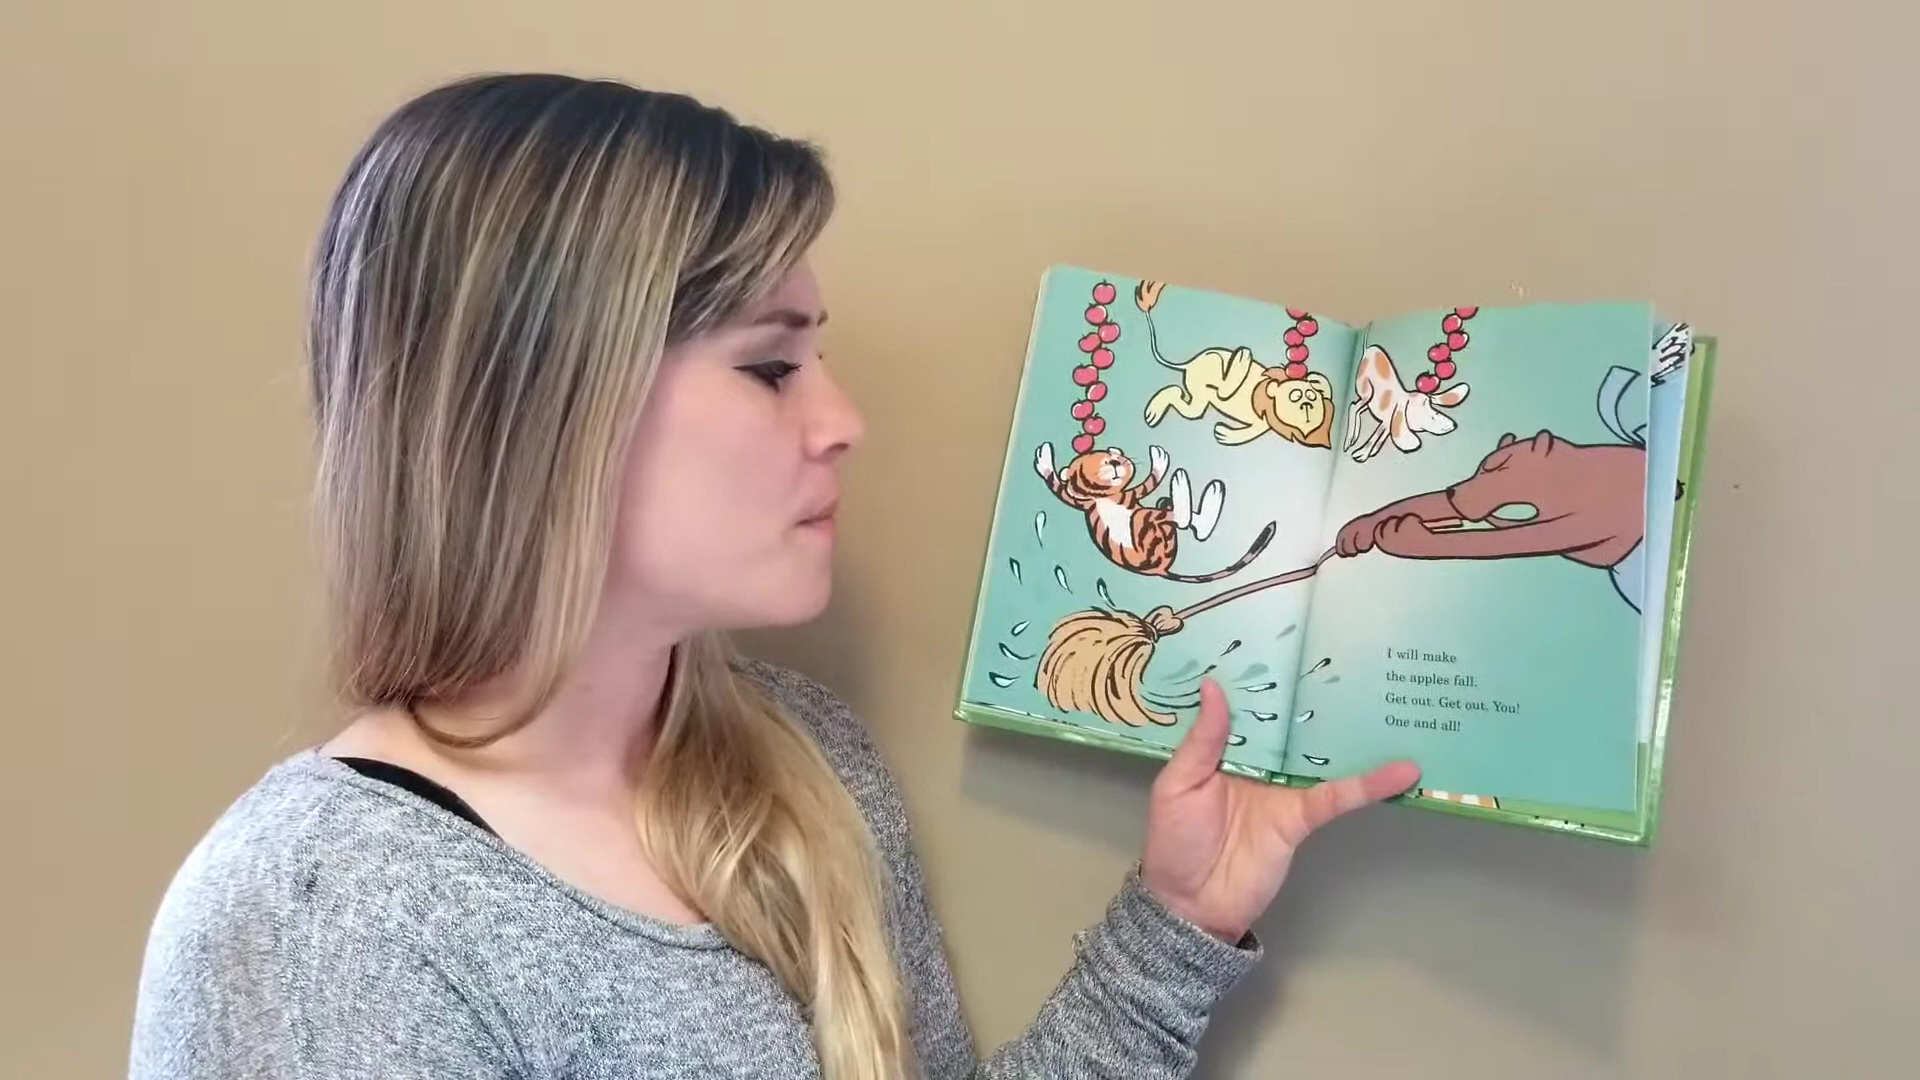 I will make
the apples fall.
Get out. Get out. You!
One and all!